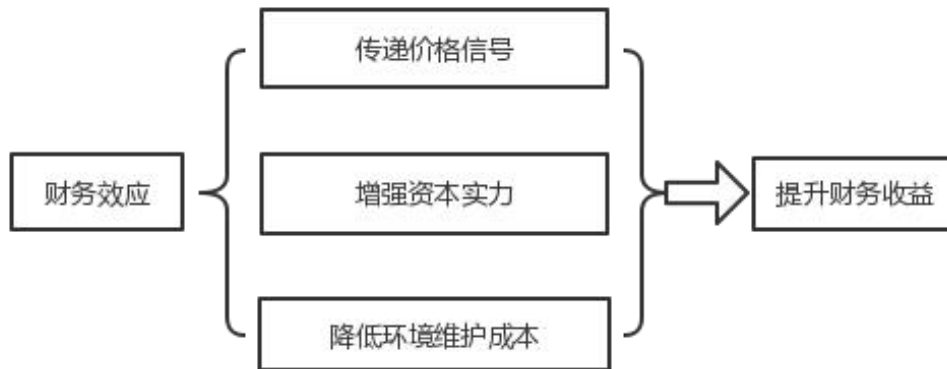 传递价格信号
财务效应
增强资本实力
提升财务收益
降低环境维护成本